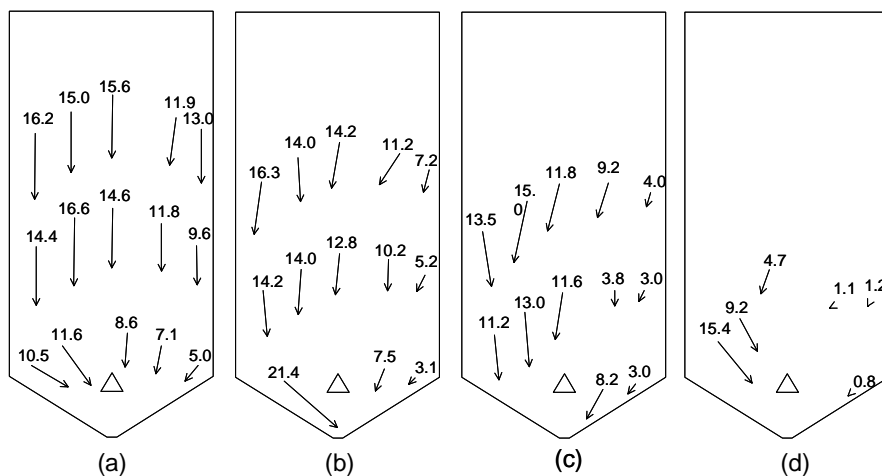 16.2 15.0 15.6 11.9 13.0
14.4 16.6 14.6 11.8 9.6
10.5 11.6 8.6 7.1 5.0
(a)
16.3 14.0 14.2 11.2 7.2
14.2 14.0 12.8 10.2 5.2
21.4 7.5 3.1
(b)
13.5 15.
0 11.8 9.2 4.0
11.2 13.0 11.6 3.8 3.0
8.2 3.0
(c)
4.7 1.1 1.2
15.4 9.2
0.8
(d)